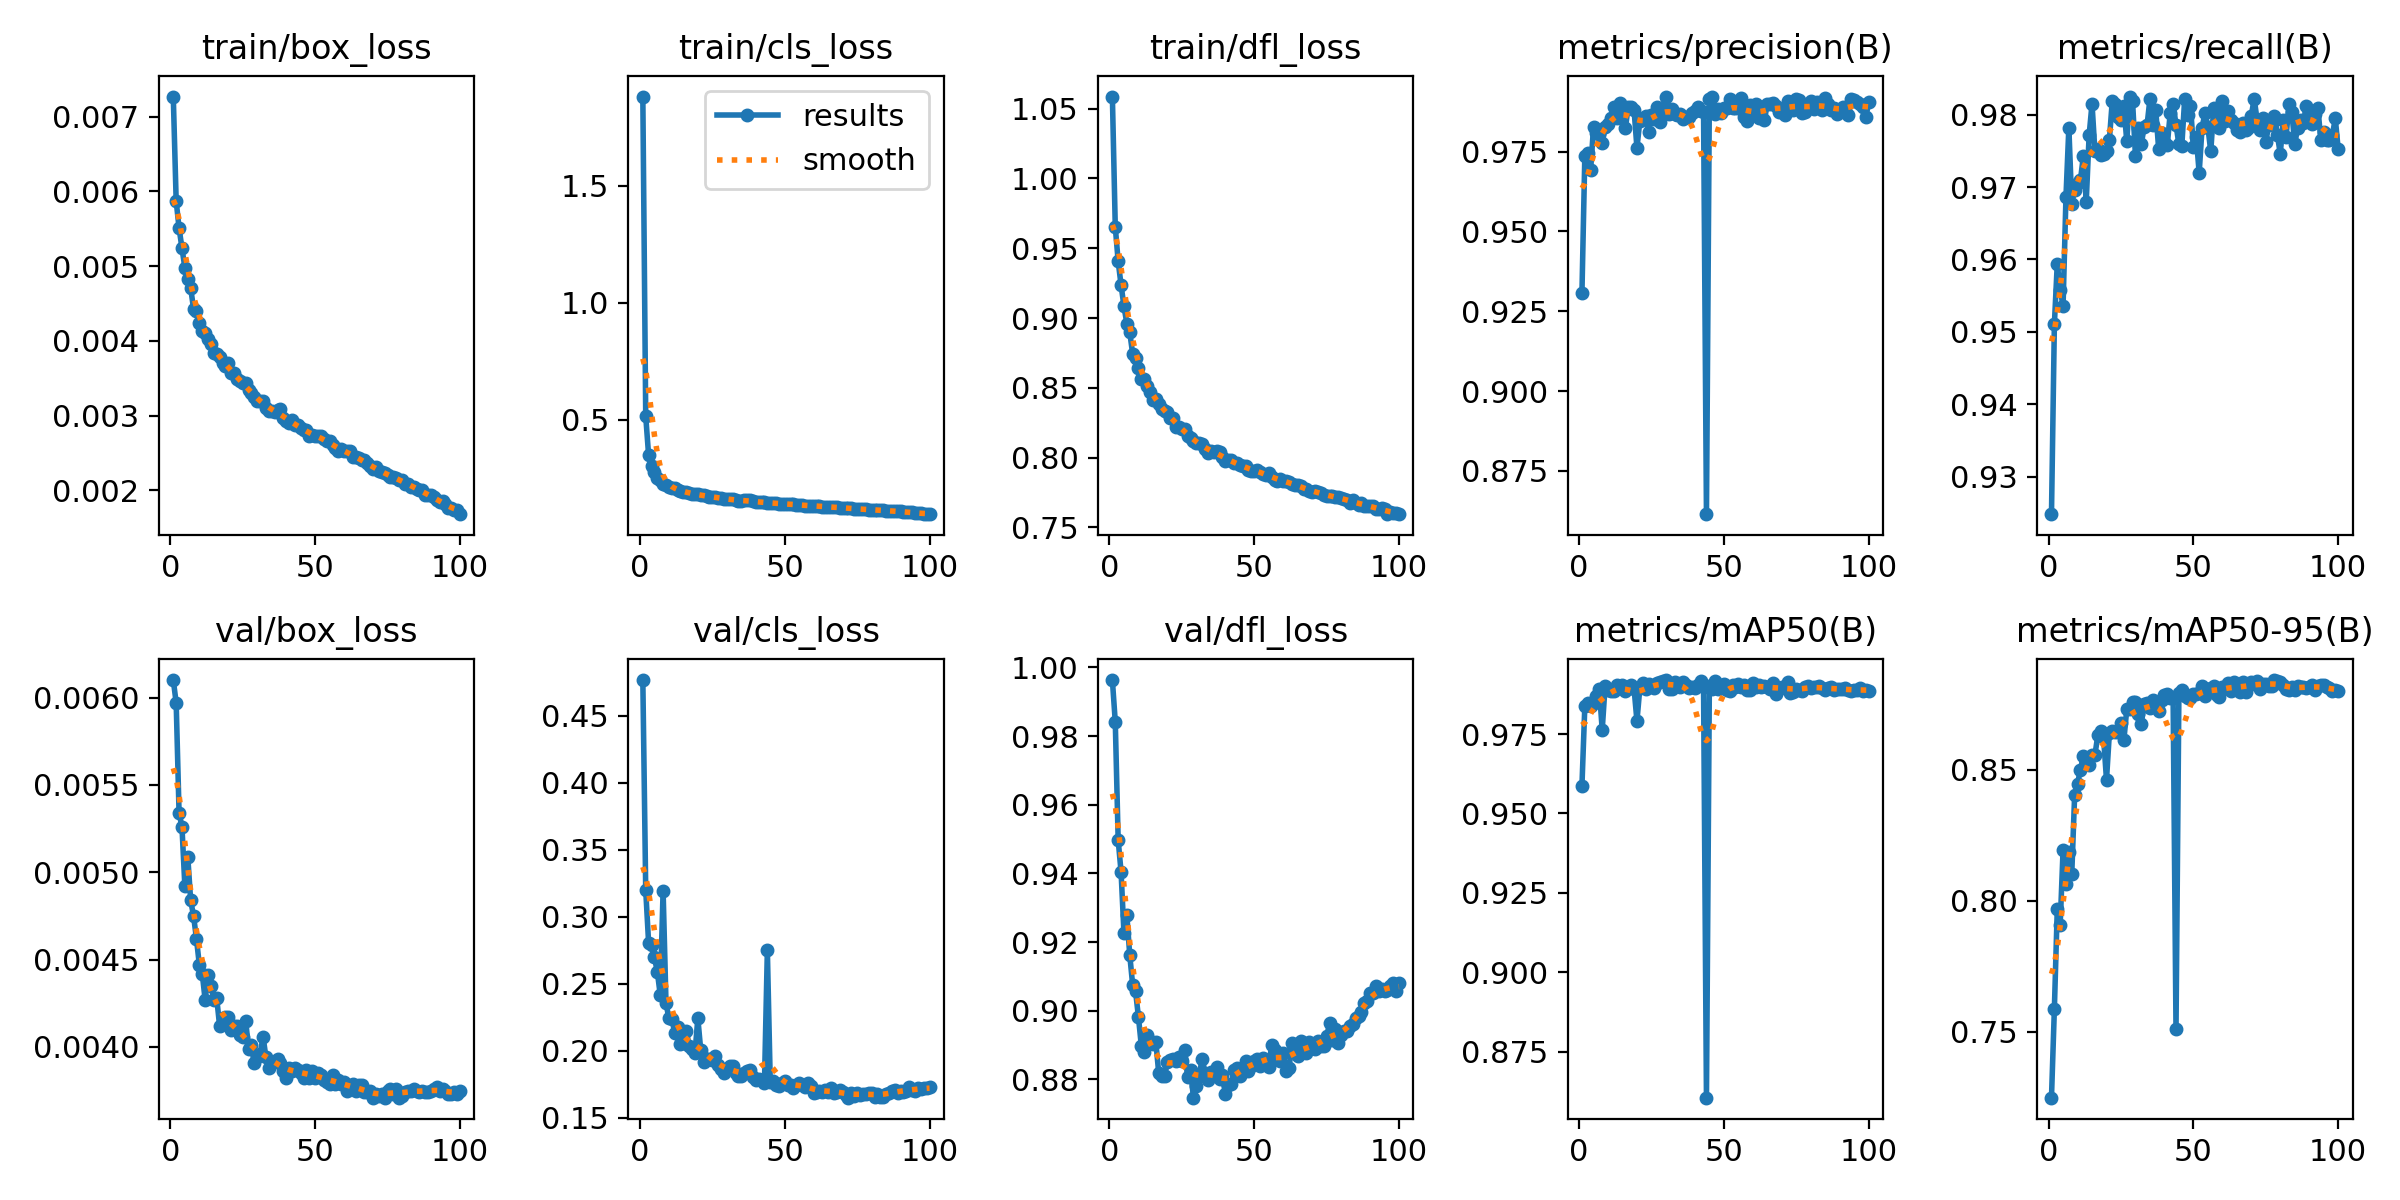 train/box_loss
0.007
0.006
0.005
0.004
0.003
0.002
0 50 100
train/cls_loss
results
smooth
1.5
1.0
0.5
0 50 100
train/dfl_loss
1.05
1.00
0.95
0.90
0.85
0.80
0.75
0 50 100
metrics/precision(B)
0.975
0.950
0.925
0.900
0.875
0 50 100
metrics/recall(B)
0.98
0.97
0.96
0.95
0.94
0.93
0 50 100
val/box_loss
0.0060
0.0055
0.0050
0.0045
0.0040
0 50 100
val/cls_loss
0.45
0.40
0.35
0.30
0.25
0.20
0.15
0 50 100
val/dfl_loss
1.00
0.98
0.96
0.94
0.92
0.90
0.88
0 50 100
metrics/mAP50(B)
0.975
0.950
0.925
0.900
0.875
0 50 100
metrics/mAP50-95(B)
0.85
0.80
0.75
0 50 100